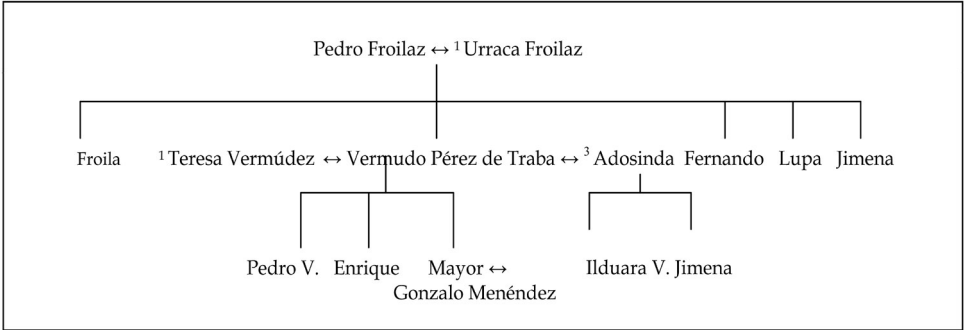 Pedro Froilaz ↔ ¹ Urraca Froilaz
Froila ¹ Teresa Vermúdez ↔ Vermudo Pérez de Traba ↔ ³ Adosinda Fernando Lupa Jimena
Pedro V. Enrique Mayor ↔ Ilduara V. Jimena
Gonzalo Menéndez